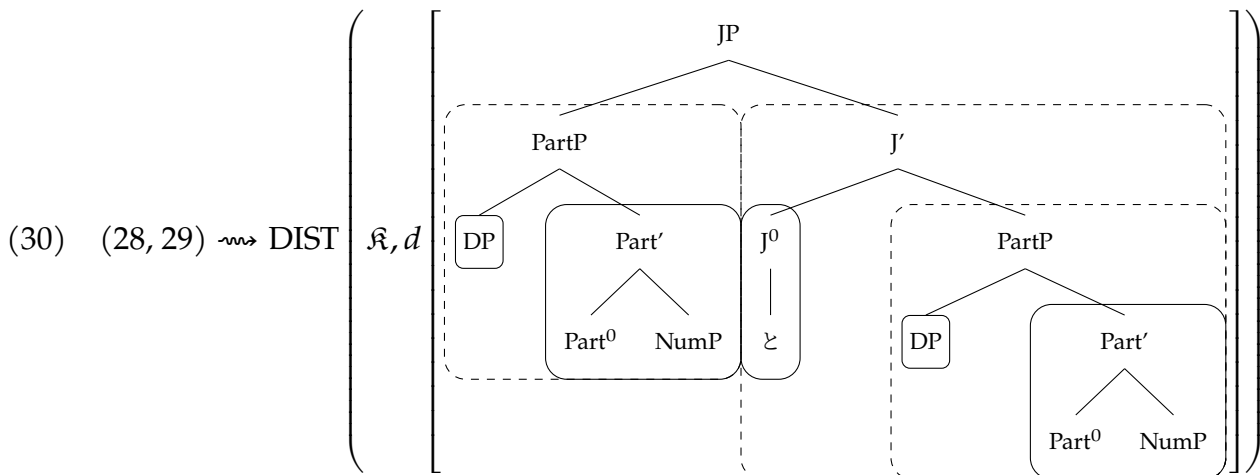 JP
PartP J’
(30) (28, 29) ⇝ DIST ( 𝔎, d [ DP Part’ J⁰ PartP ] )
Part⁰ NumP と DP Part’
Part⁰ NumP